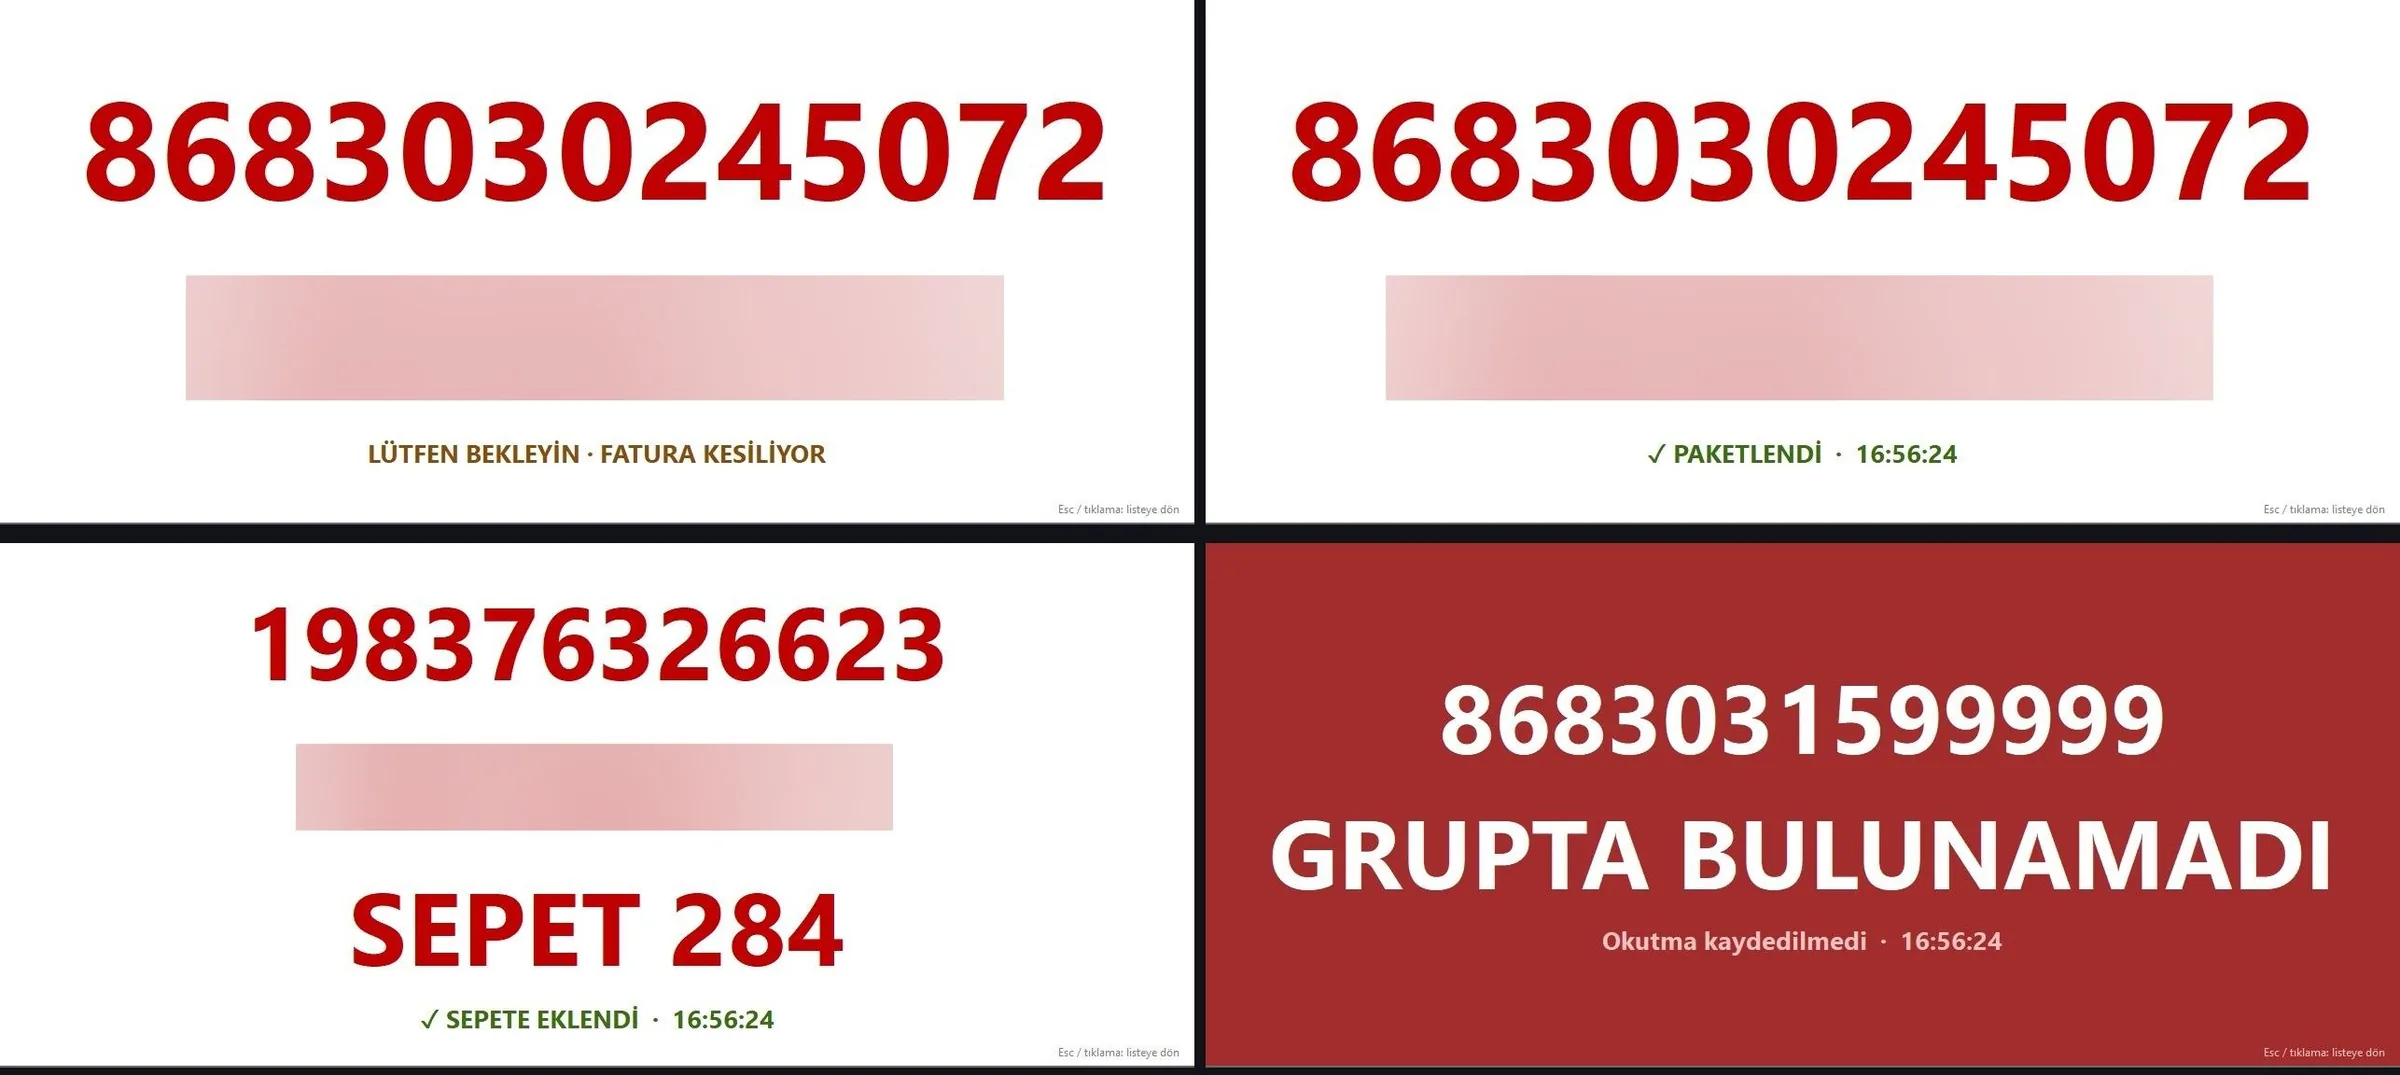 8683030245072
LÜTFEN BEKLEYİN · FATURA KESİLİYOR
Esc / tıklama: listeye dön
8683030245072
✓ PAKETLENDİ · 16:56:24
Esc / tıklama: listeye dön
198376326623
SEPET 284
✓ SEPETE EKLENDİ · 16:56:24
Esc / tıklama: listeye dön
8683031599999
GRUPTA BULUNAMADI
Okutma kaydedilmedi · 16:56:24
Esc / tıklama: listeye dön